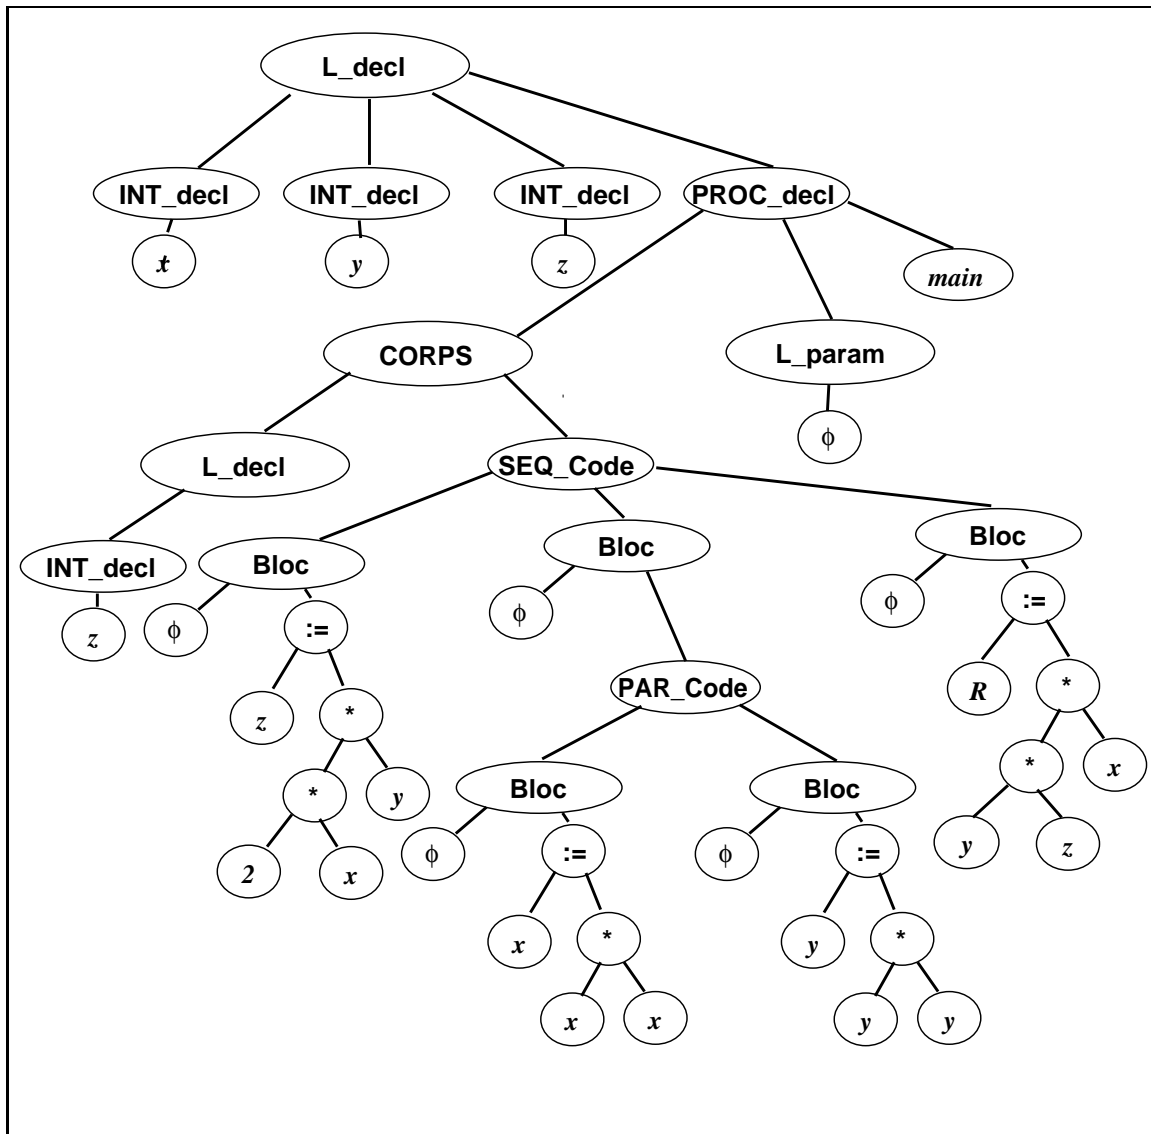 L_decl
INT_decl INT_decl INT_decl PROC_decl
y z main
CORPS L_param
ϕ
L_decl SEQ_Code
Bloc Bloc Bloc
INT_decl
z ϕ := ϕ ϕ :=
z * PAR_Code R *
* y Bloc Bloc * x
2 x ϕ := ϕ := y z
x * y *
x x y y